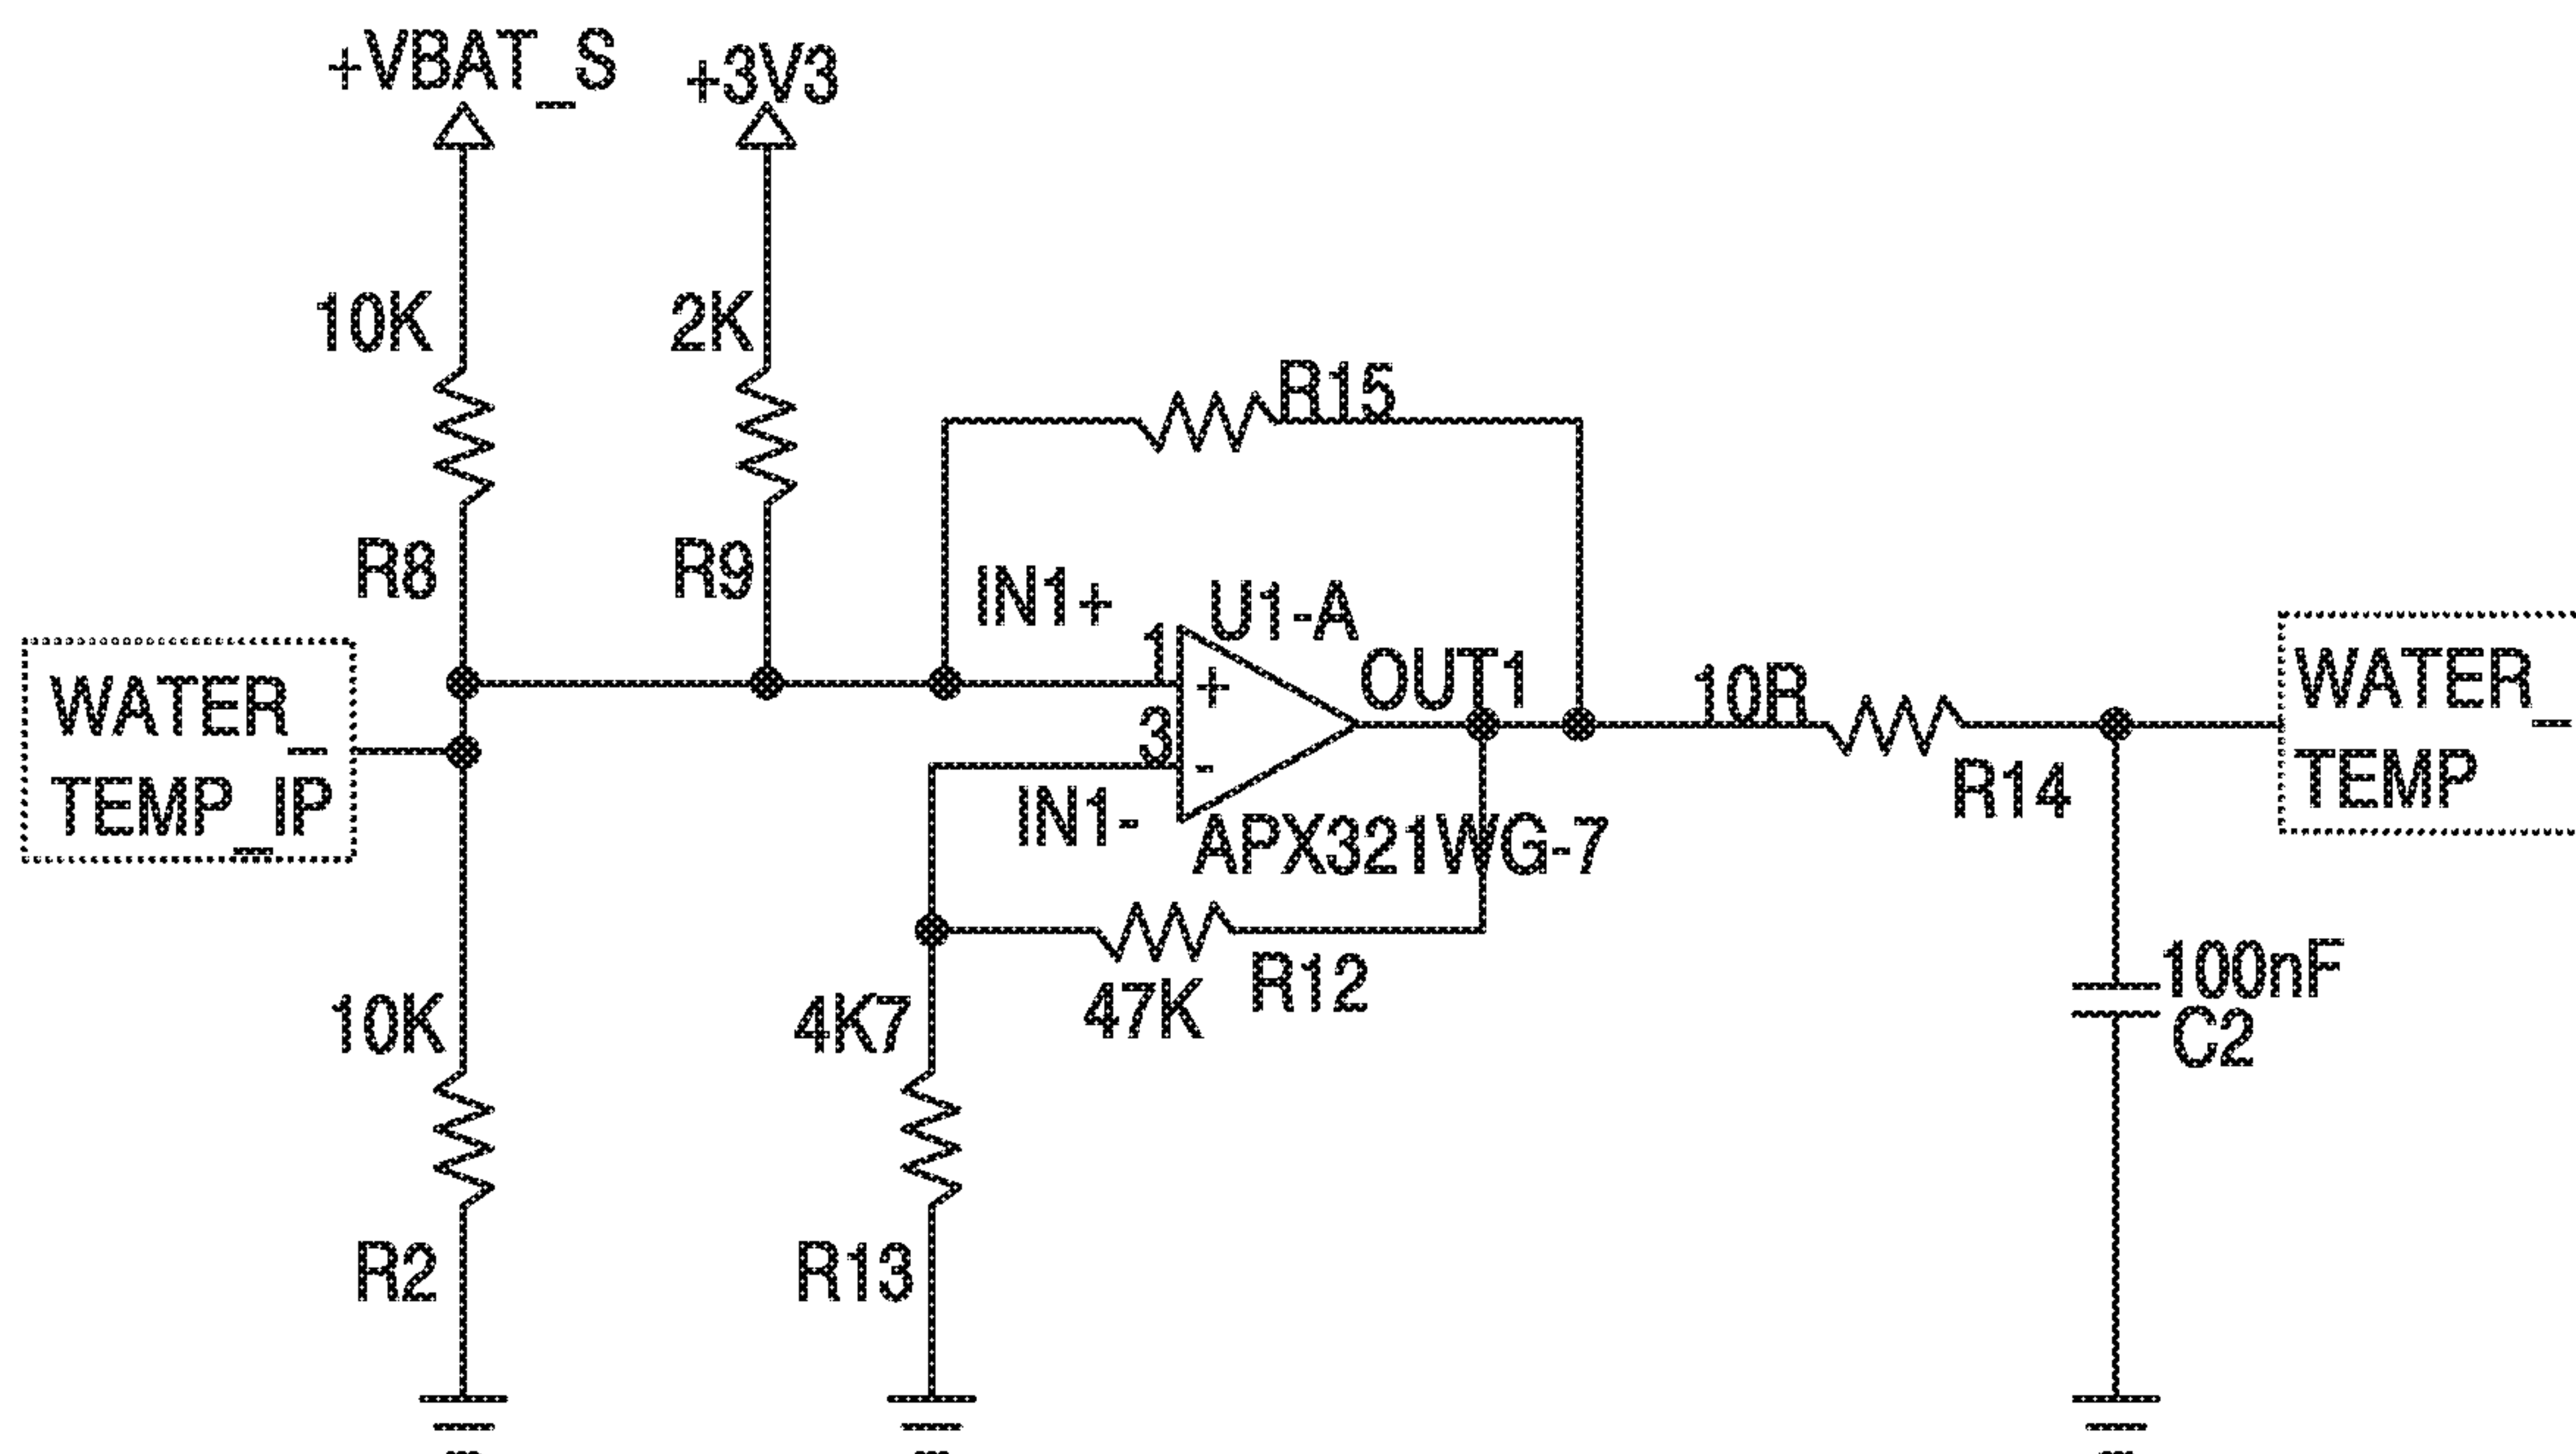 +VBAT_S
+3V3
10K
2K
R15
R8
R9
IN1+
U1-A
1
+
OUT1
10R
WATER_
TEMP_IP
3
-
IN1-
APX321WG-7
R14
WATER_
TEMP
10K
4K7
47K
R12
100nF
C2
R2
R13